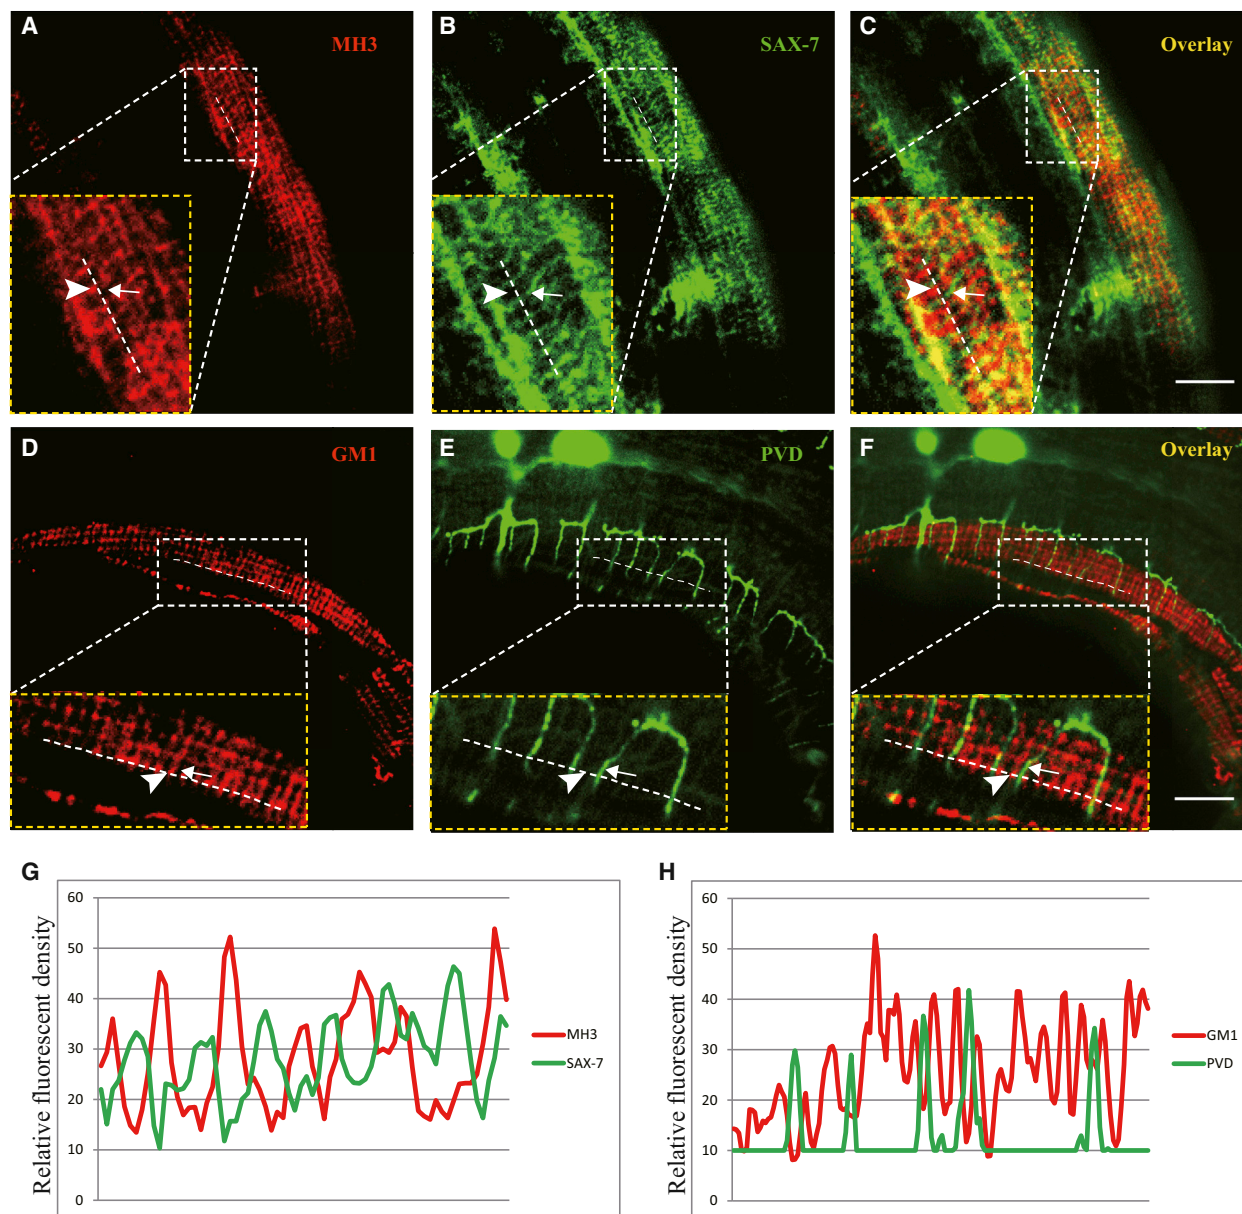 A
MH3
B
SAX-7
C
Overlay
D
GM1
E
PVD
F
Overlay
G
Relative fluorescent density
60
50
40
30
20
10
0
MH3
SAX-7
H
Relative fluorescent density
60
50
40
30
20
10
0
GM1
PVD